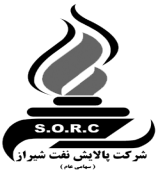 S.O.R.C
شرکت پالایش نفت شیراز
( سهامی عام )